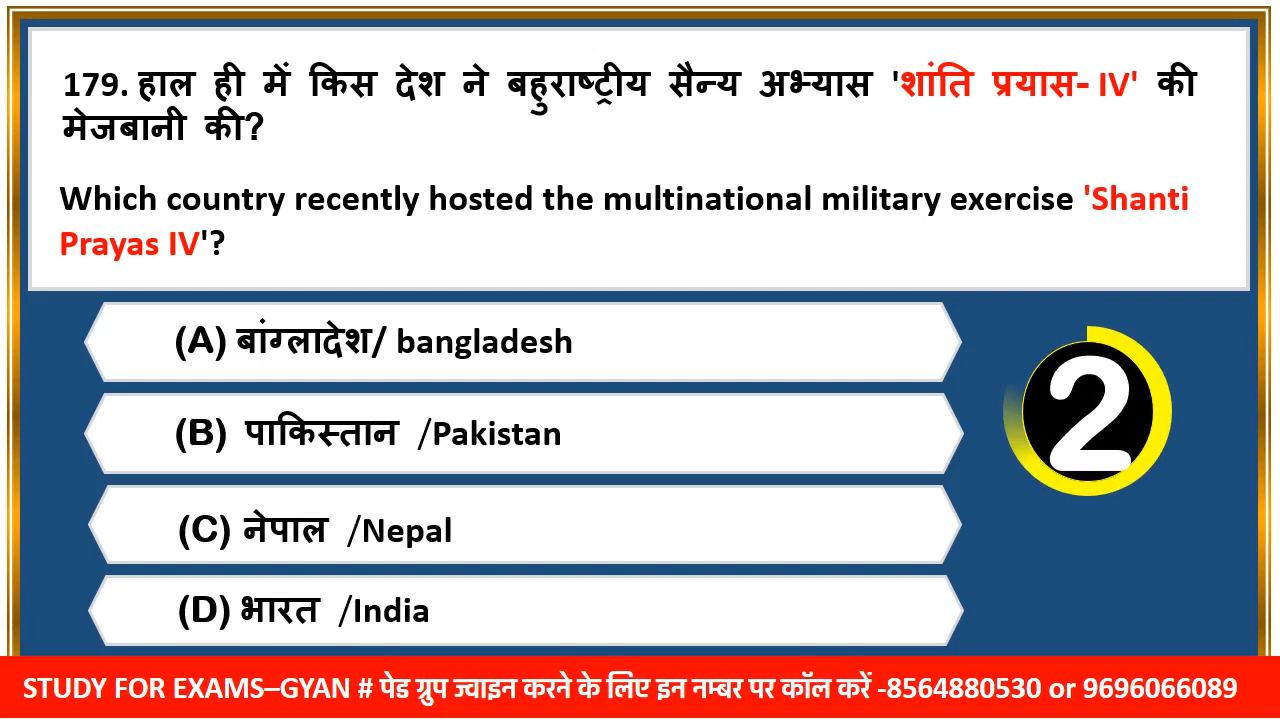 179. हाल ही में किस देश ने बहुराष्ट्रीय सैन्य अभ्यास 'शांति प्रयास- IV' की
मेजबानी की?
Which country recently hosted the multinational military exercise 'Shanti
Prayas IV'?
(A) बांग्लादेश/ bangladesh
(B) पाकिस्तान /Pakistan
(C) नेपाल /Nepal
(D) भारत /India
2
STUDY FOR EXAMS–GYAN # पेड ग्रुप ज्वाइन करने के लिए इन नम्बर पर कॉल करें -8564880530 or 9696066089